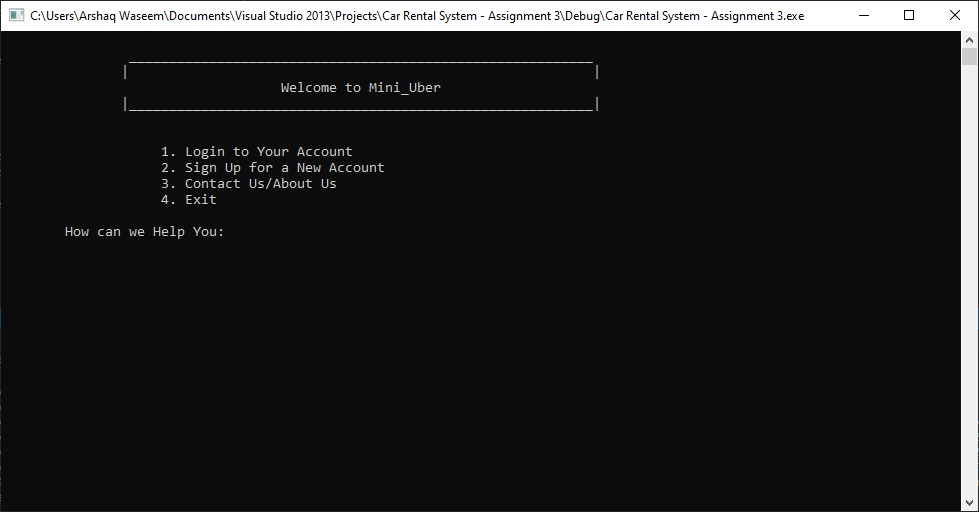 C:\Users\Arshaq Waseem\Documents\Visual Studio 2013\Projects\Car Rental System - Assignment 3\Debug\Car Rental System - Assignment 3.exe
Welcome to Mini_Uber
1. Login to Your Account
2. Sign Up for a New Account
3. Contact Us/About Us
4. Exit
How can we Help You: